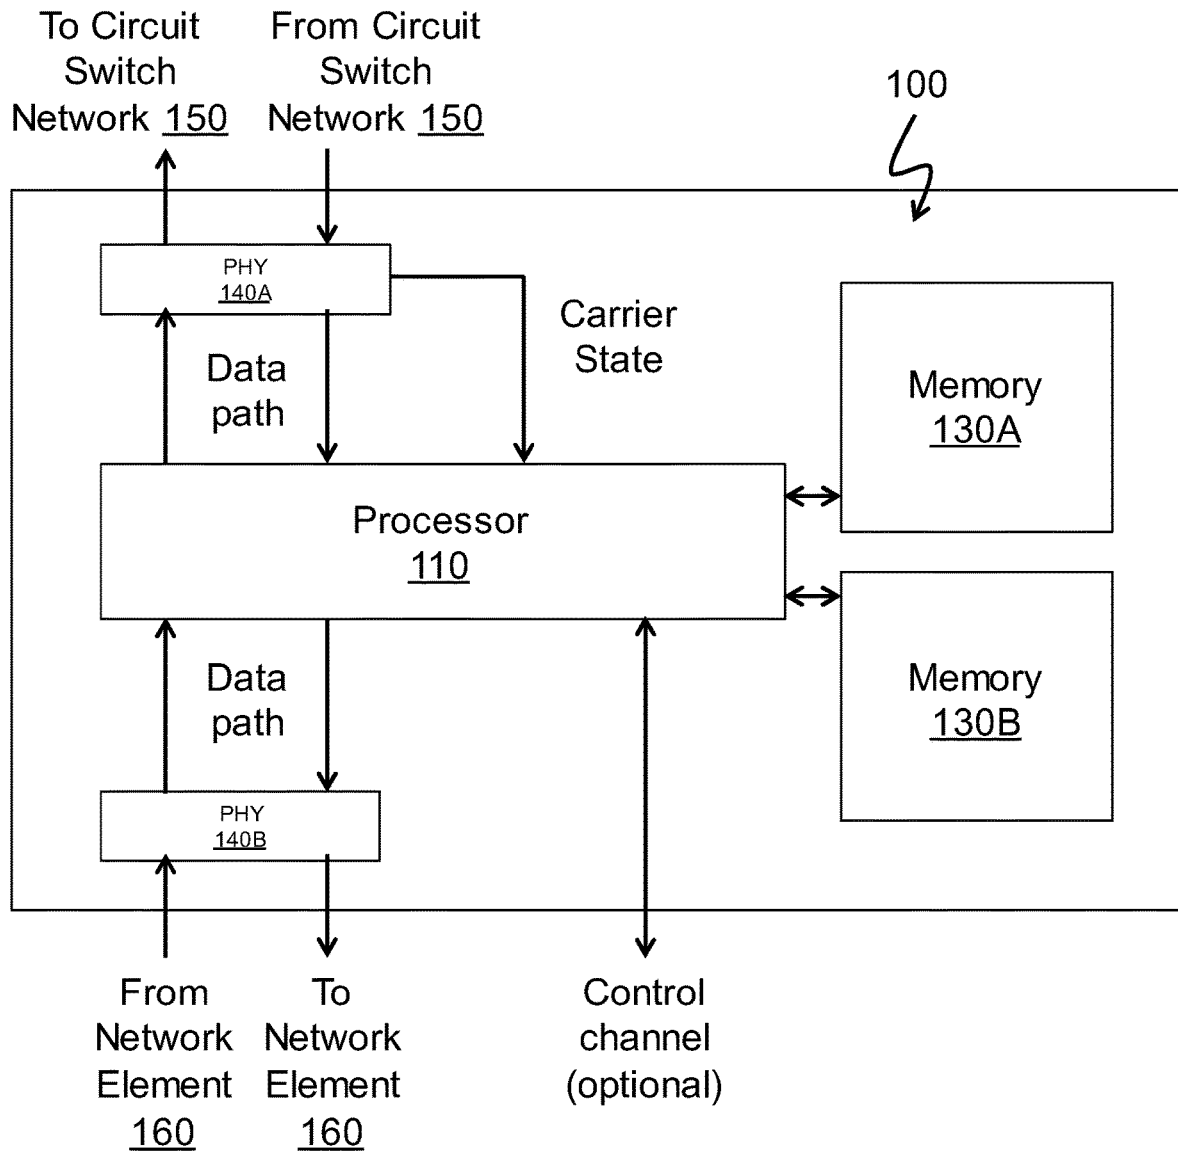 To Circuit
Switch
Network 150
From Circuit
Switch
Network 150
100
PHY
140A
Carrier
State
Data
path
Memory
130A
Processor
110
Data
path
Memory
130B
PHY
140B
From
Network
Element
160
To
Network
Element
160
Control
channel
(optional)